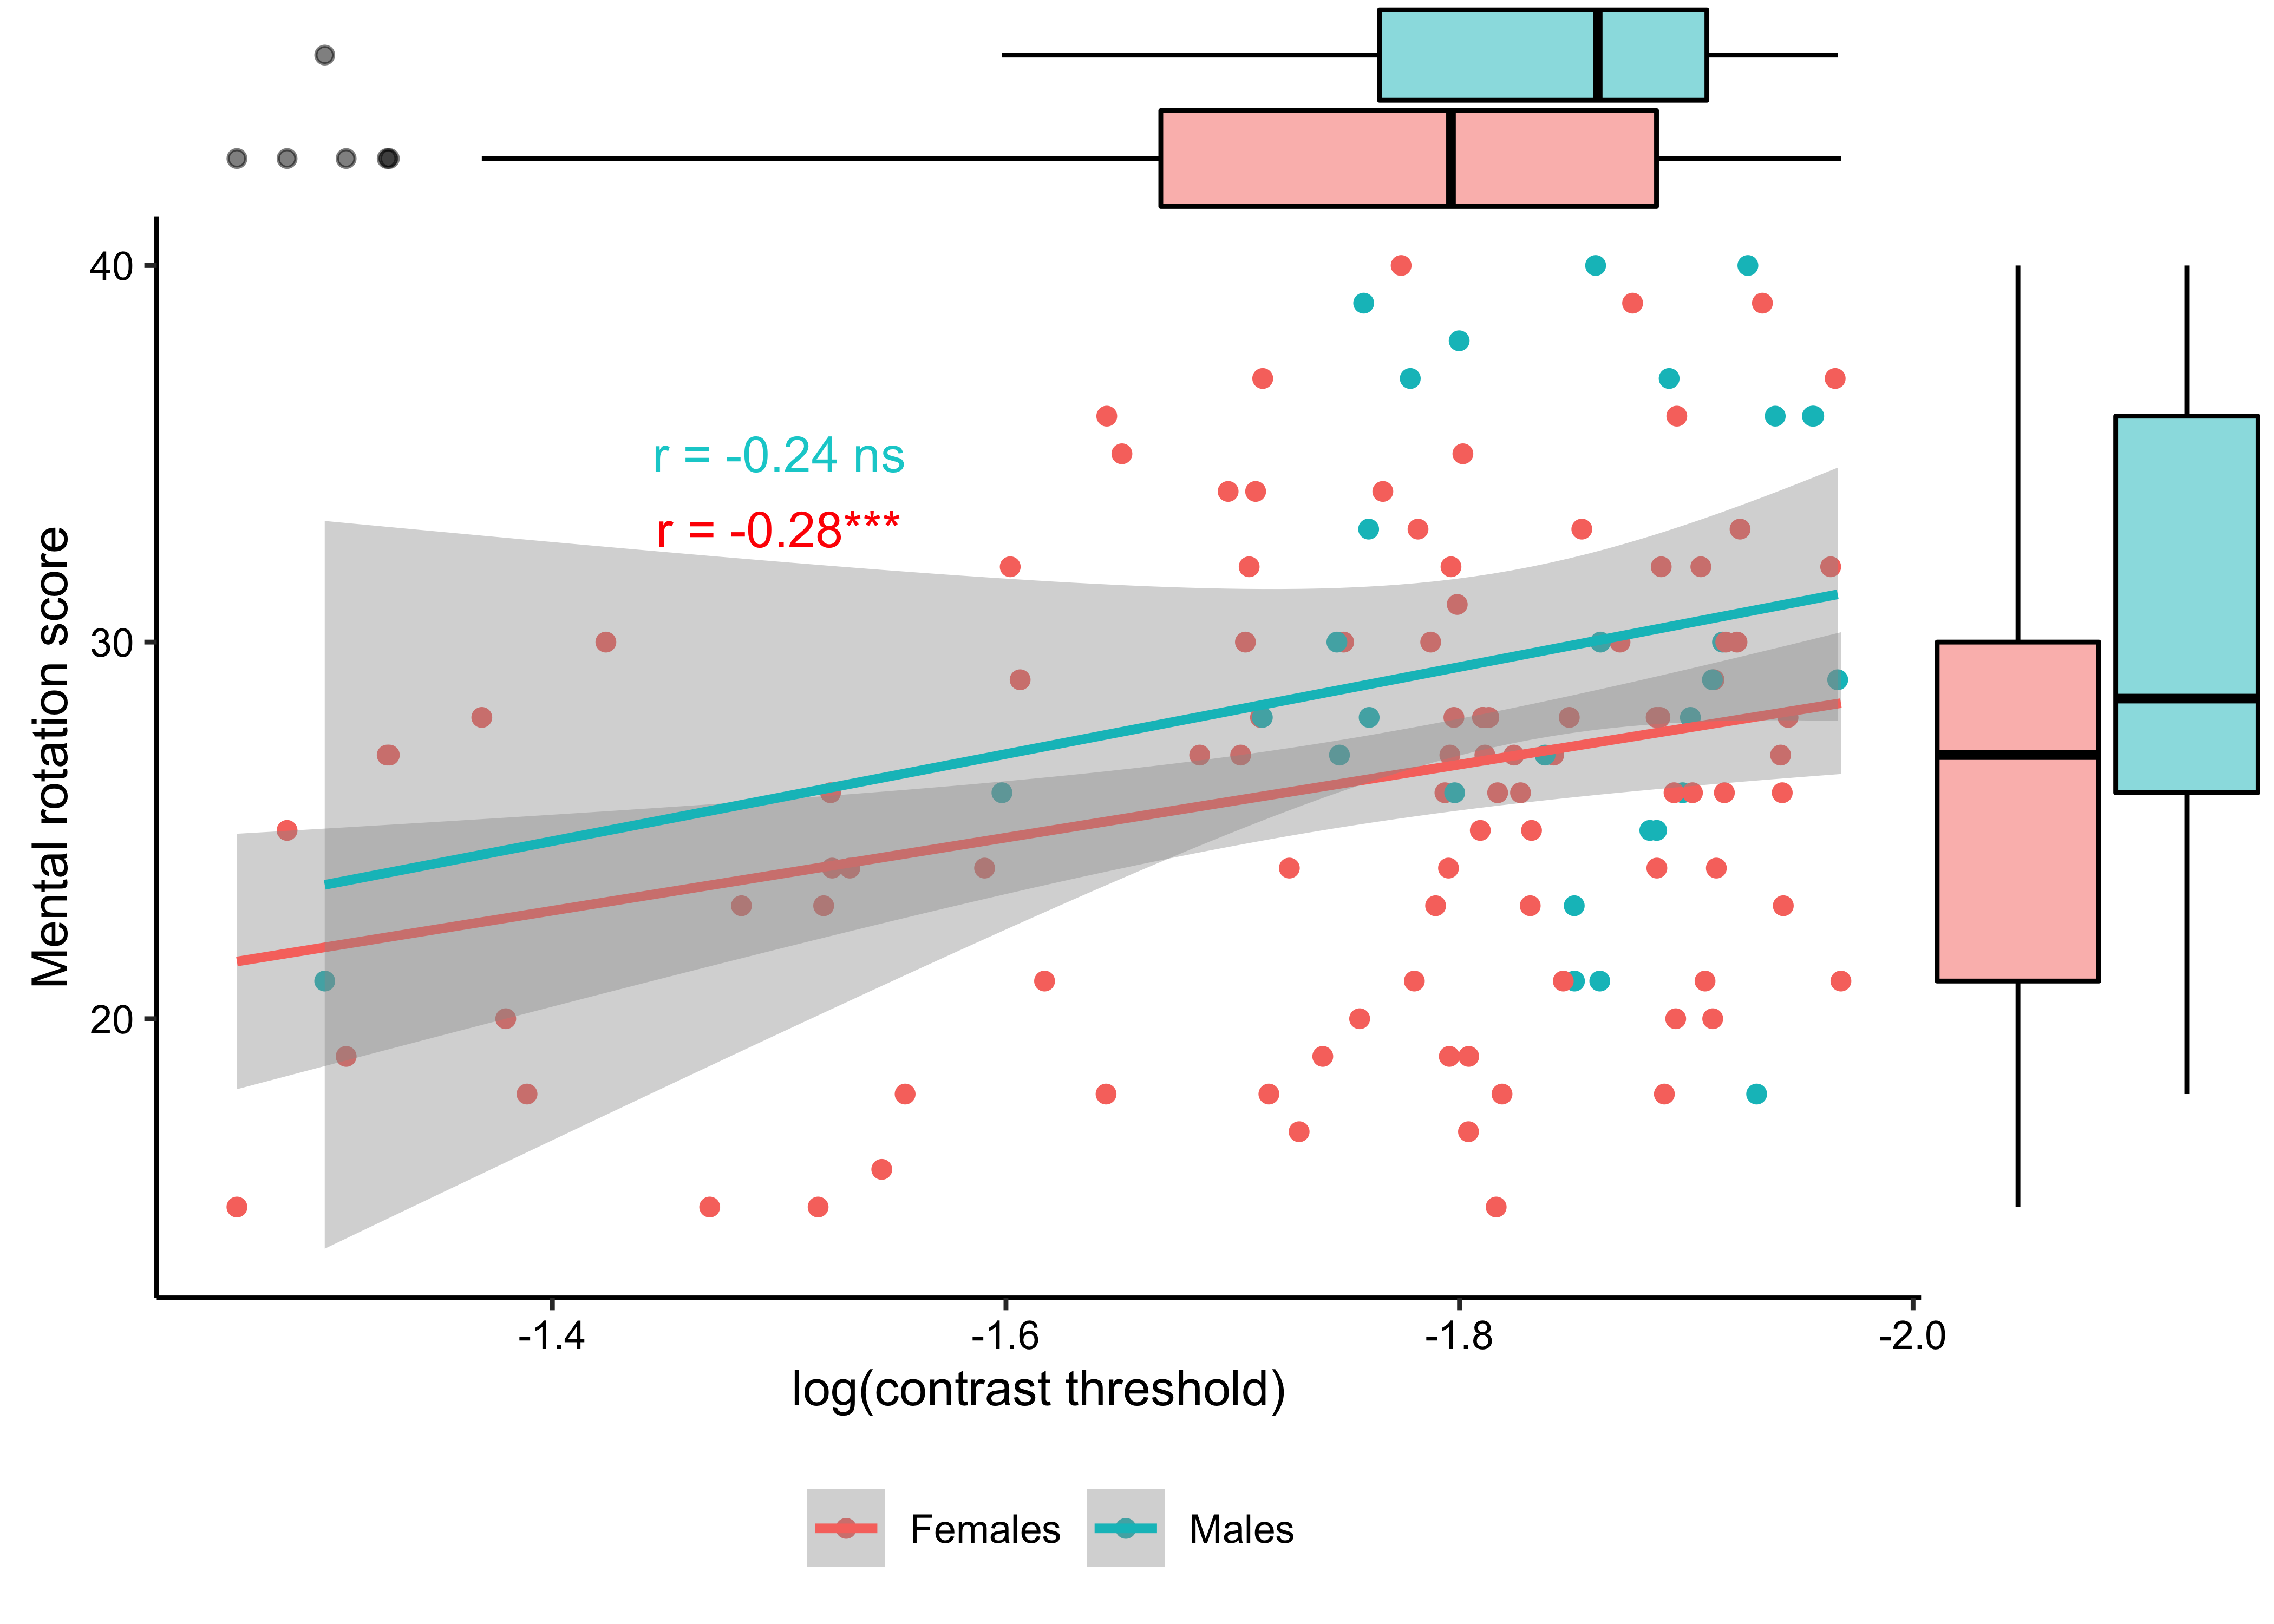 40
r = -0.24 ns
r = -0.28***
Mental rotation score
30
20
-1.4 -1.6 -1.8 -2.0
log(contrast threshold)
Females Males